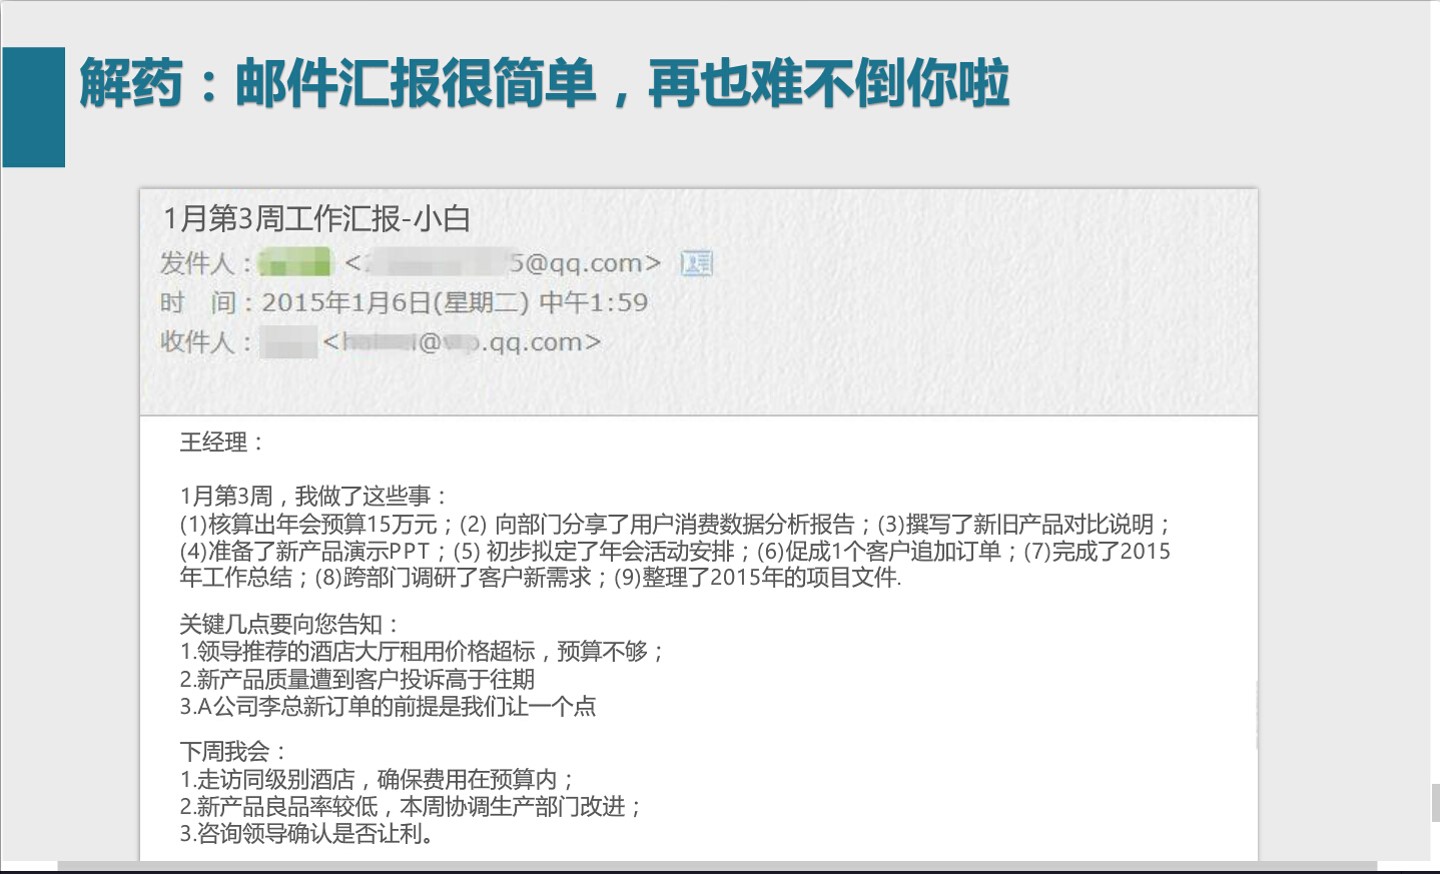 解药：邮件汇报很简单，再也难不倒你啦
1月第3周工作汇报-小白
发件人： < 5@qq.com>
时 间：2015年1月6日(星期二) 中午1:59
收件人： < @ .qq.com>
王经理：
1月第3周，我做了这些事：
(1)核算出年会预算15万元；(2) 向部门分享了用户消费数据分析报告；(3)撰写了新旧产品对比说明；
(4)准备了新产品演示PPT；(5) 初步拟定了年会活动安排；(6)促成1个客户追加订单；(7)完成了2015
年工作总结；(8)跨部门调研了客户新需求；(9)整理了2015年的项目文件.
关键几点要向您告知：
1.领导推荐的酒店大厅租用价格超标，预算不够；
2.新产品质量遭到客户投诉高于往期
3.A公司李总新订单的前提是我们让一个点
下周我会：
1.走访同级别酒店，确保费用在预算内；
2.新产品良品率较低，本周协调生产部门改进；
3.咨询领导确认是否让利。